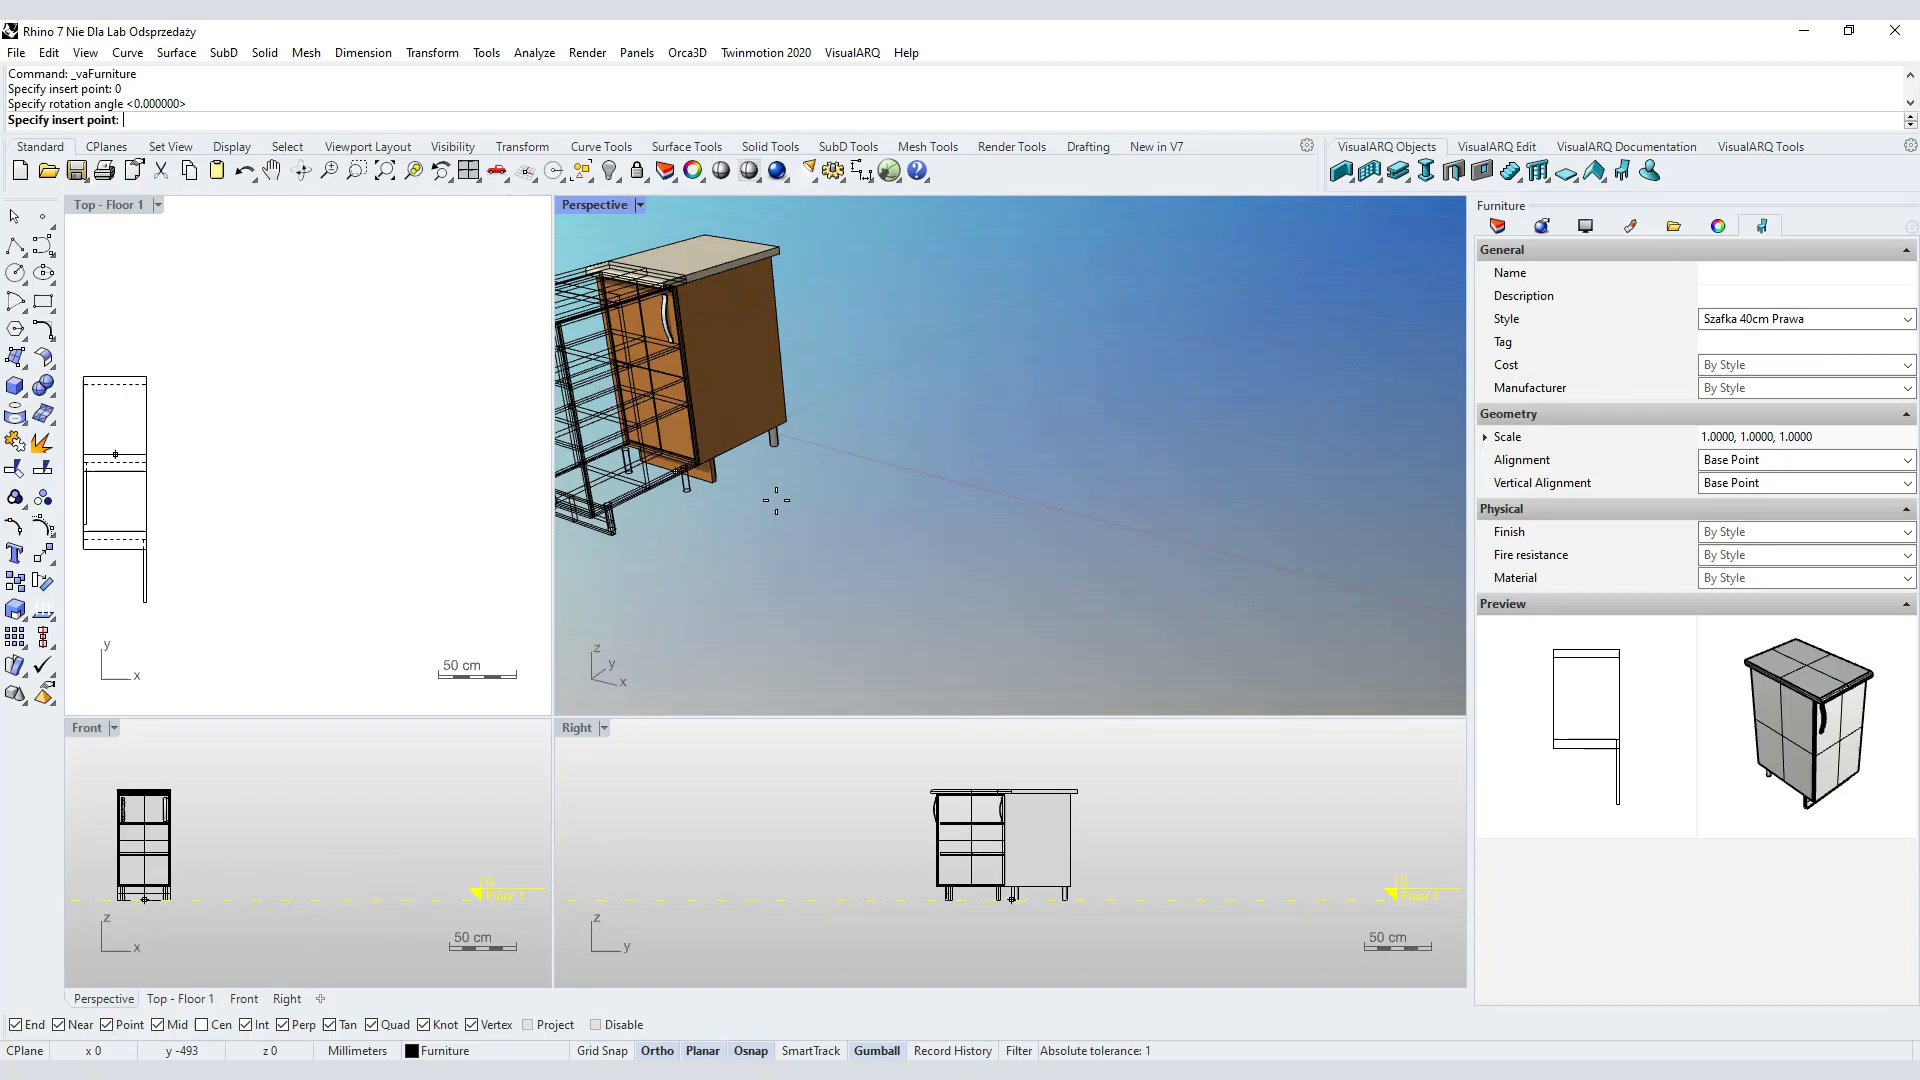 Rhino 7 Nie Dla Lab Odsprzedaży
File Edit View Curve Surface SubD Solid Mesh Dimension Transform Tools Analyze Render Panels Orca3D Twinmotion 2020 VisualARQ Help
Command: _vaFurniture
Specify insert point: 0
Specify rotation angle <0.000000>
Specify insert point:
Standard CPlanes Set View Display Select Viewport Layout Visibility Transform Curve Tools Surface Tools Solid Tools SubD Tools Mesh Tools Render Tools Drafting New in V7
VisualARQ Objects VisualARQ Edit VisualARQ Documentation VisualARQ Tools
Top - Floor 1
Perspective
Furniture
General
Name
Description
Style Szafka 40cm Prawa
Tag
Cost By Style
Manufacturer By Style
Geometry
Scale 1.0000, 1.0000, 1.0000
Alignment Base Point
Vertical Alignment Base Point
Physical
Finish By Style
Fire resistance By Style
Material By Style
Preview
y
x
50 cm
z
y
x
Front
Right
0
Floor 1
z
x
50 cm
0
Floor 1
z
y
50 cm
Perspective Top - Floor 1 Front Right
End Near Point Mid Cen Int Perp Tan Quad Knot Vertex Project Disable
CPlane x 0 y -493 z 0 Millimeters Furniture Grid Snap Ortho Planar Osnap SmartTrack Gumball Record History Filter Absolute tolerance: 1